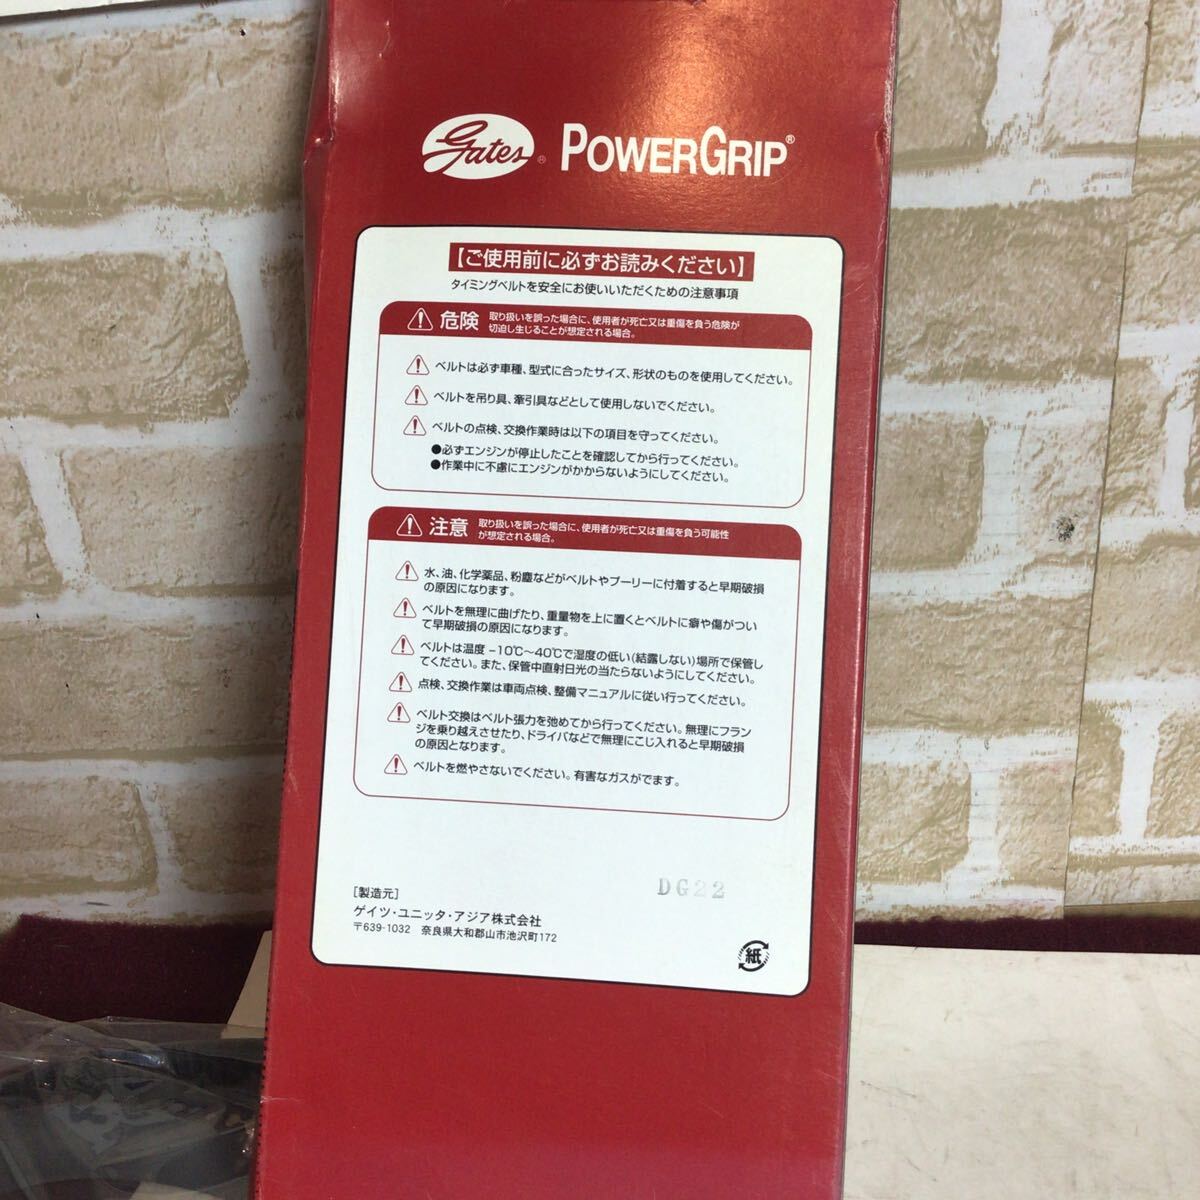 Gates® POWERGRIP®
【ご使用前に必ずお読みください】
タイミングベルトを安全にお使いいただくための注意事項
危険 取り扱いを誤った場合に、使用者が死亡又は重傷を負う危険が
切迫し生じることが想定される場合。
ベルトは必ず車種、型式に合ったサイズ、形状のものを使用してください。
ベルトを吊り具、牽引具などとして使用しないでください。
ベルトの点検、交換作業時は以下の項目を守ってください。
●必ずエンジンが停止したことを確認してから行ってください。
●作業中に不慮にエンジンがかからないようにしてください。
注意 取り扱いを誤った場合に、使用者が死亡又は重傷を負う可能性
が想定される場合。
水、油、化学薬品、粉塵などがベルトやプーリーに付着すると早期破損
の原因になります。
ベルトを無理に曲げたり、重量物を上に置くとベルトに癖や傷がつい
て早期破損の原因になります。
ベルトは温度－10℃～40℃で湿度の低い(結露しない)場所で保管し
てください。また、保管中直射日光の当たらないようにしてください。
点検、交換作業は車両点検、整備マニュアルに従い行ってください。
ベルト交換はベルト張力を弛めてから行ってください。無理にフラン
ジを乗り越えさせたり、ドライバなどで無理にこじ入れると早期破損
の原因となります。
ベルトを燃やさないでください。有害なガスがでます。
DG22
[製造元]
ゲイツ・ユニッタ・アジア株式会社
〒639-1032 奈良県大和郡山市池沢町172
紙